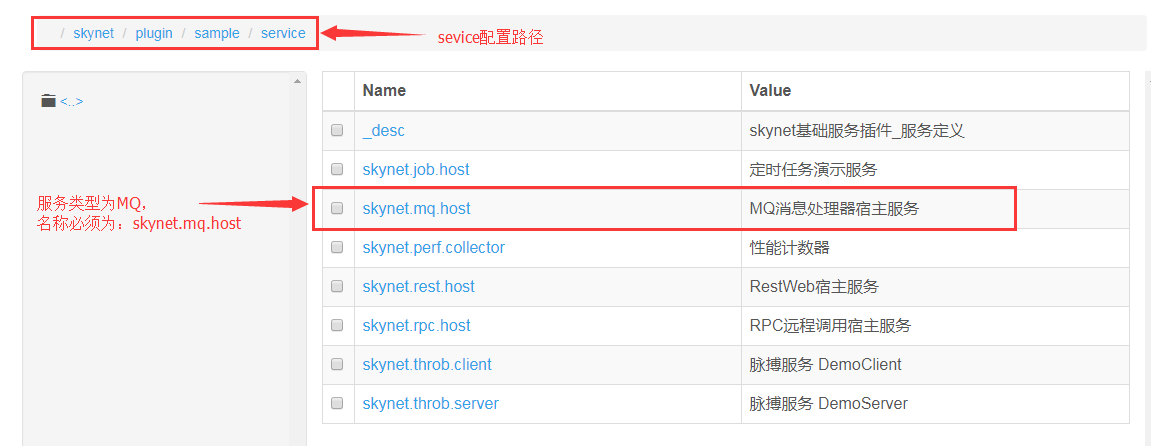 / skynet / plugin / sample / service
sevice配置路径
<..>
服务类型为MQ，
名称必须为：skynet.mq.host
Name Value
_desc skynet基础服务插件_服务定义
skynet.job.host 定时任务演示服务
skynet.mq.host MQ消息处理器宿主服务
skynet.perf.collector 性能计数器
skynet.rest.host RestWeb宿主服务
skynet.rpc.host RPC远程调用宿主服务
skynet.throb.client 脉搏服务 DemoClient
skynet.throb.server 脉搏服务 DemoServer